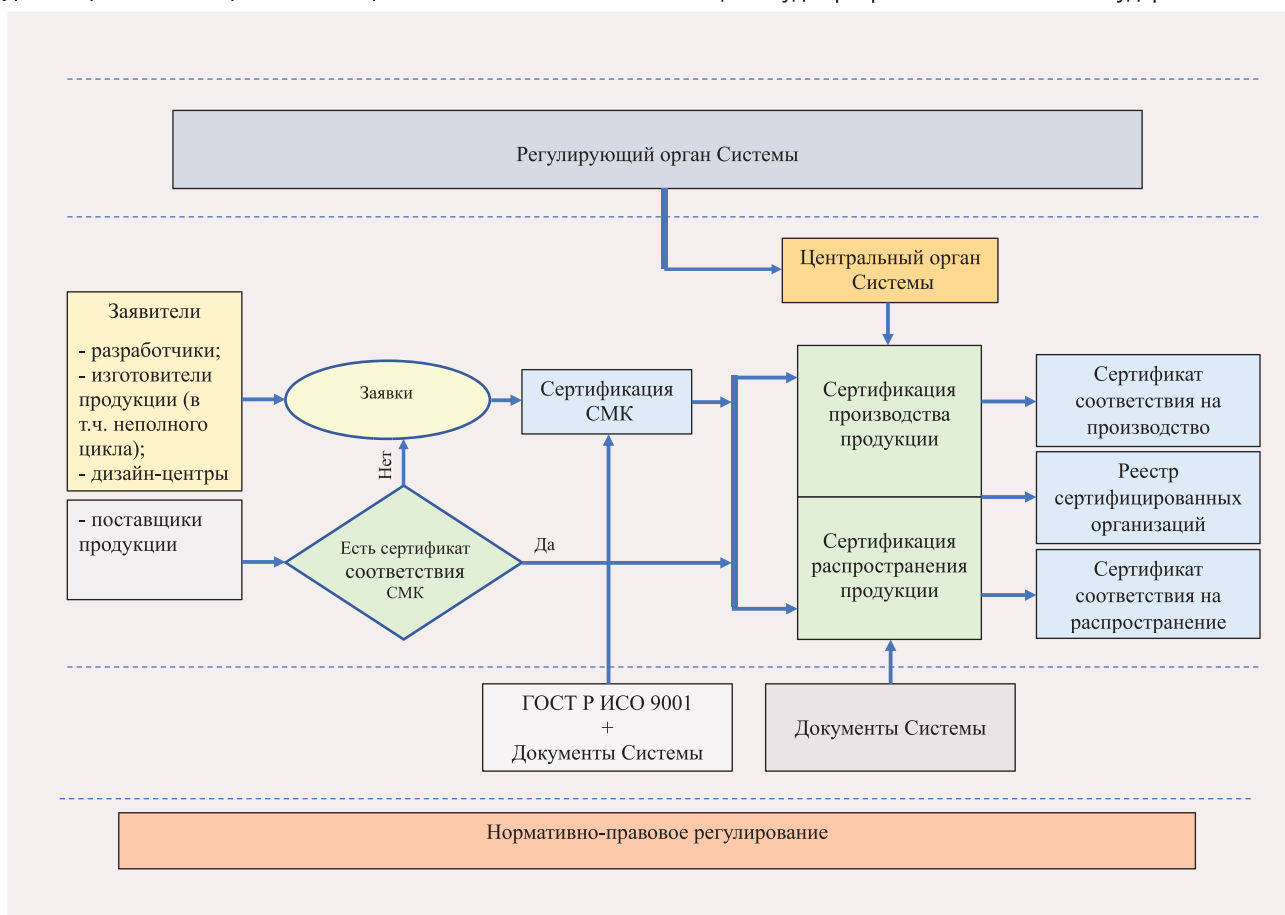 Регулирующий орган Системы
Центральный орган
Системы
Заявители
- разработчики;
- изготовители
продукции (в
т.ч. неполного
цикла);
- дизайн-центры
- поставщики
продукции
Заявки
Нет
Есть сертификат
соответствия
СМК
Да
Сертификация
СМК
Сертификация
производства
продукции
Сертификация
распространения
продукции
Сертификат
соответствия на
производство
Реестр
сертифицированных
организаций
Сертификат
соответствия на
распространение
ГОСТ Р ИСО 9001
+
Документы Системы
Документы Системы
Нормативно-правовое регулирование